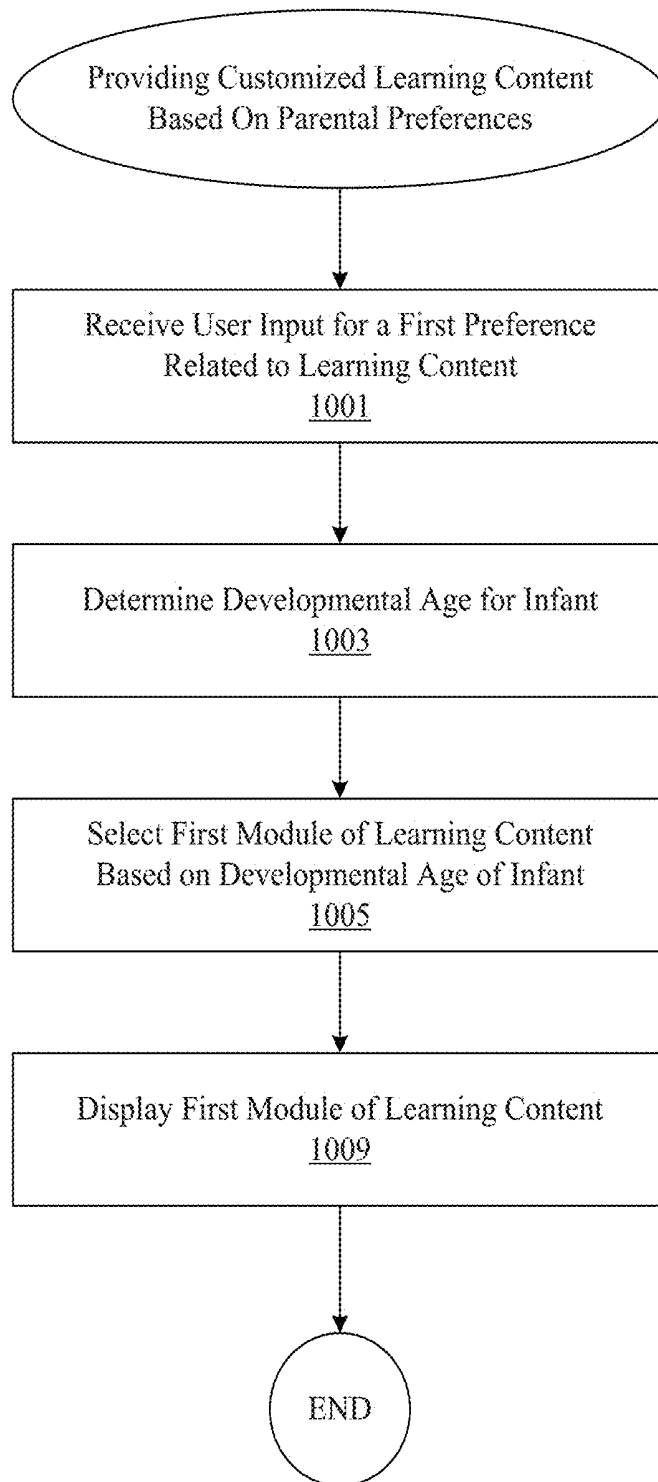 Providing Customized Learning Content
Based On Parental Preferences
Receive User Input for a First Preference
Related to Learning Content
1001
Determine Developmental Age for Infant
1003
Select First Module of Learning Content
Based on Developmental Age of Infant
1005
Display First Module of Learning Content
1009
END